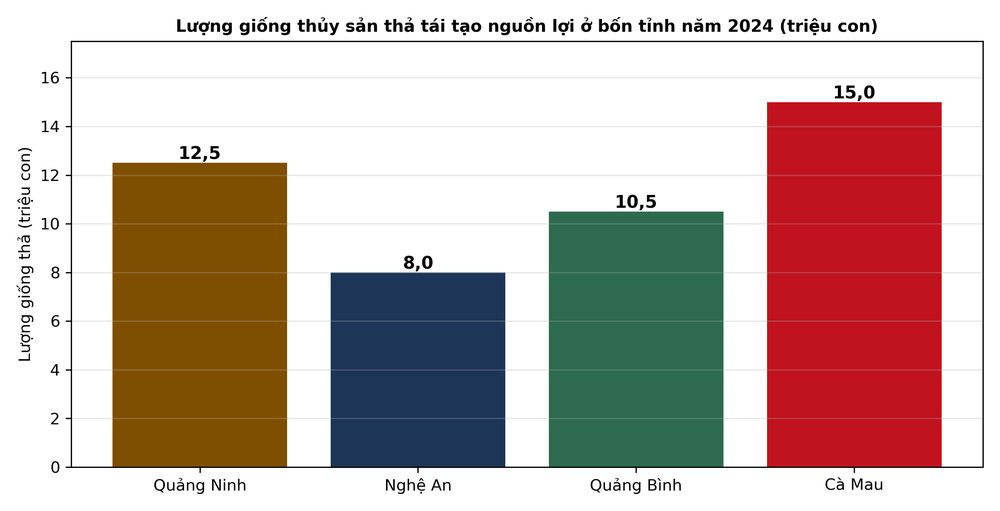 Lượng giống thủy sản thả tái tạo nguồn lợi ở bốn tỉnh năm 2024 (triệu con)
Lượng giống thả (triệu con)
16
14
12
10
8
6
4
2
0
12,5
8,0
10,5
15,0
Quảng Ninh
Nghệ An
Quảng Bình
Cà Mau